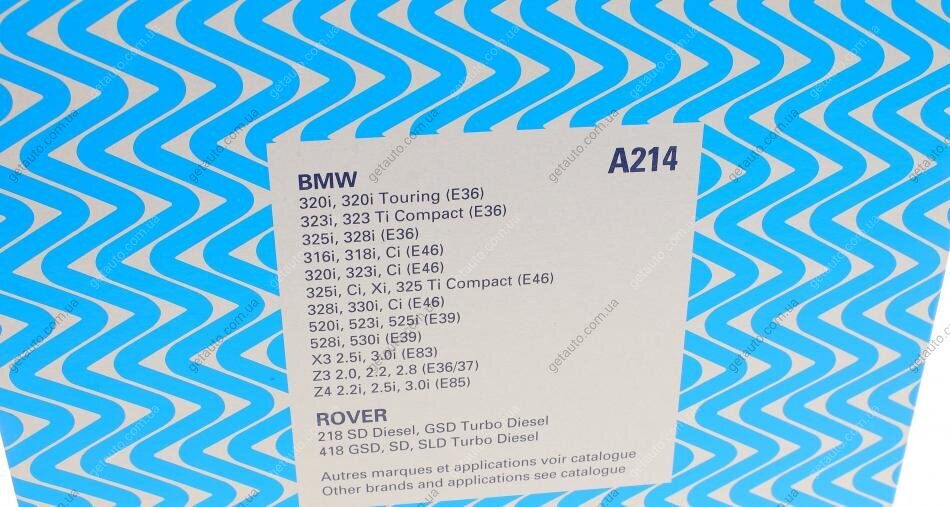 A214
BMW
320i, 320i Touring (E36)
323i, 323 Ti Compact (E36)
325i, 328i (E36)
316i, 318i, Ci (E46)
320i, 323i, Ci (E46)
325i, Ci, Xi, 325 Ti Compact (E46)
328i, 330i, Ci (E46)
520i, 523i, 525i (E39)
528i, 530i (E39)
X3 2.5i, 3.0i (E83)
Z3 2.0, 2.2, 2.8 (E36/37)
Z4 2.2i, 2.5i, 3.0i (E85)
ROVER
218 SD Diesel, GSD Turbo Diesel
418 GSD, SD, SLD Turbo Diesel
Autres marques et applications voir catalogue
Other brands and applications see catalogue
getauto.com.ua